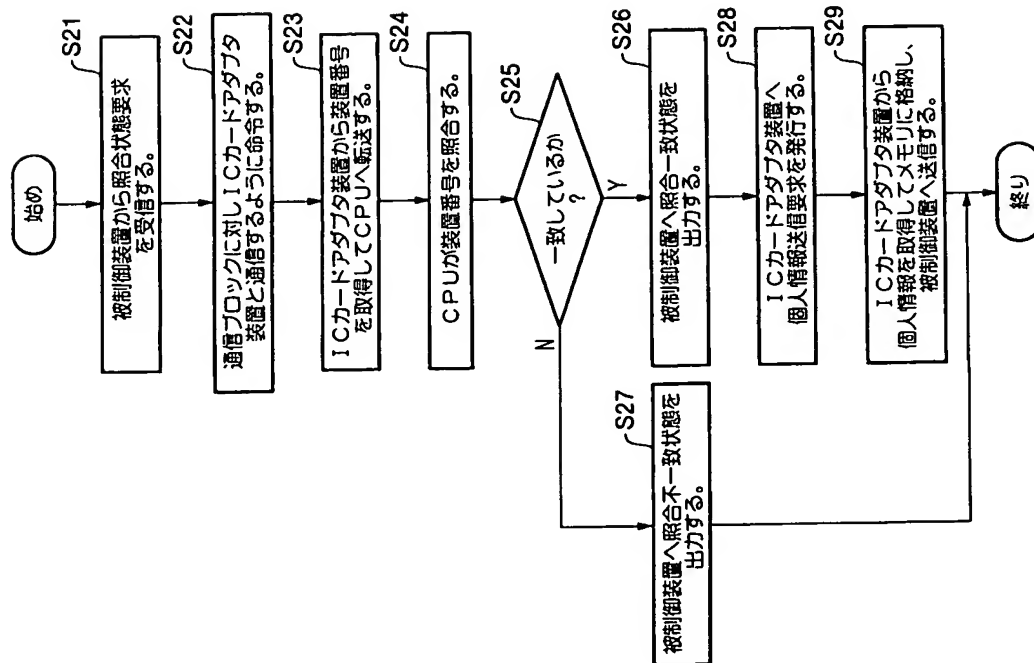 始め
S21
被制御装置から照合状態要求
を受信する。
S22
通信ブロックに対しICカードアダプタ
装置と通信するように命令する。
S23
ICカードアダプタ装置から装置番号
を取得してCPUへ転送する。
S24
CPUが装置番号を照合する。
S25
一致しているか
?
N
Y
S26
被制御装置へ照合一致状態を
出力する。
S27
被制御装置へ照合不一致状態を
出力する。
S28
ICカードアダプタ装置へ
個人情報送信要求を発行する。
S29
ICカードアダプタ装置から
個人情報を取得してメモリに格納し、
被制御装置へ送信する。
終り